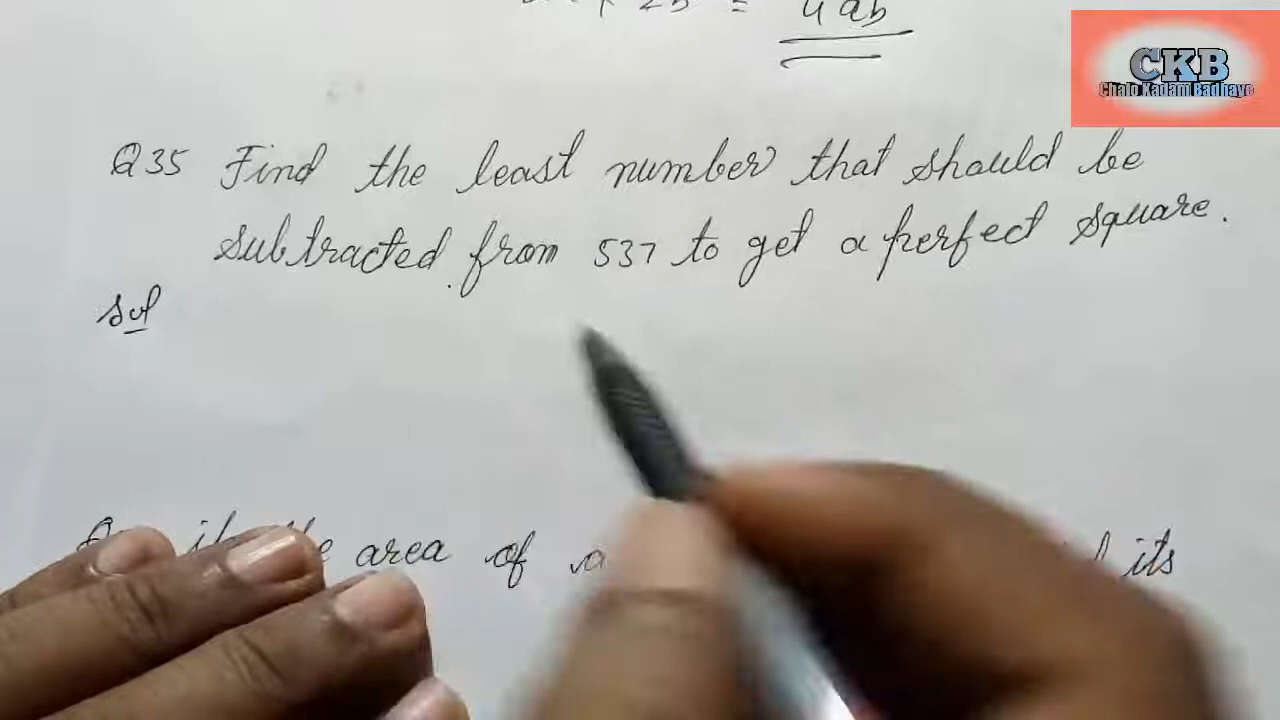 4ab
CKB
Chalo Kadam Badhaye
Q35 Find the least number that should be
subtracted from 537 to get a perfect square.
Sol
area of its